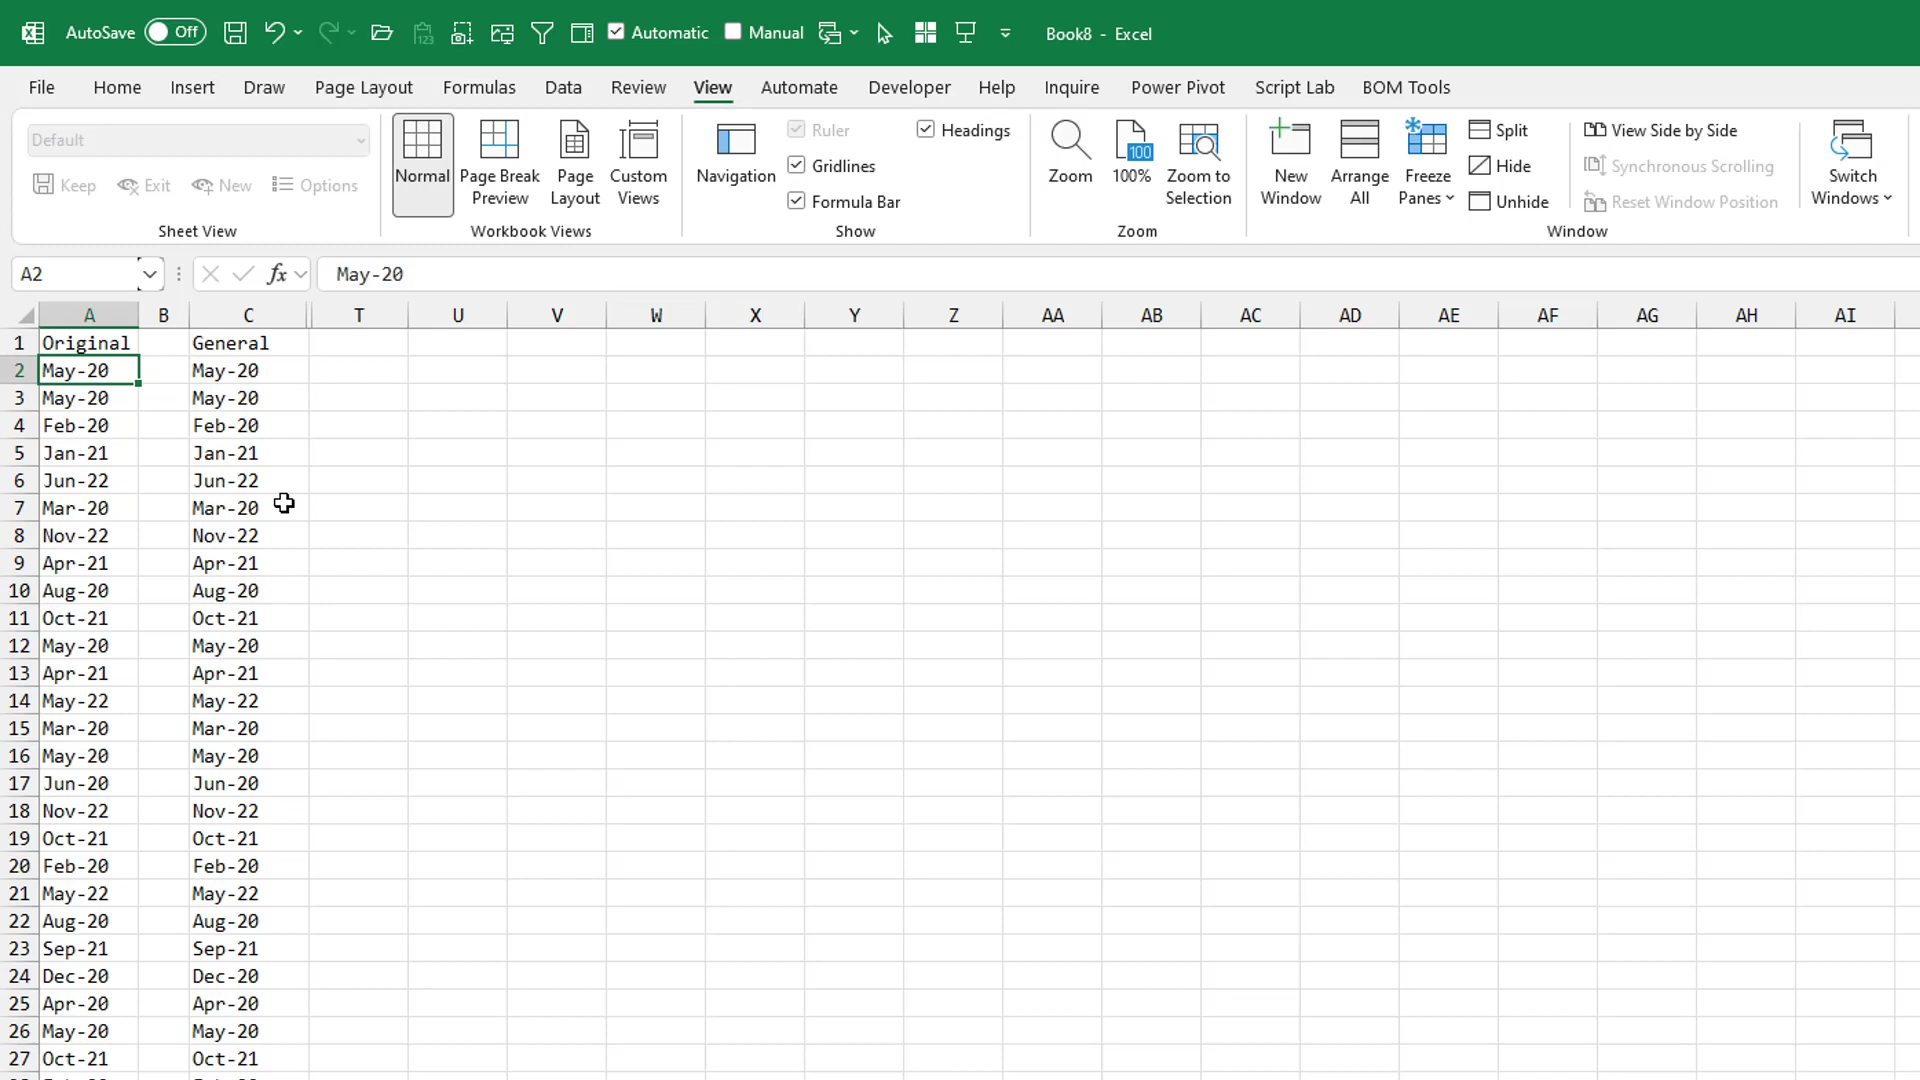 AutoSave Off 123 Automatic Manual Book8 - Excel
File Home Insert Draw Page Layout Formulas Data Review View Automate Developer Help Inquire Power Pivot Script Lab BOM Tools
Default
Keep Exit New Options
Sheet View
Normal
Page Break Preview
Page Layout
Custom Views
Workbook Views
Navigation
Ruler
Gridlines
Formula Bar
Headings
Show
Zoom
100
100%
Zoom to Selection
Zoom
New Window
Arrange All
Freeze Panes
Split
Hide
Unhide
View Side by Side
Synchronous Scrolling
Reset Window Position
Switch Windows
Window
A2 fx May-20
A B C T U V W X Y Z AA AB AC AD AE AF AG AH AI
1 Original General
2 May-20 May-20
3 May-20 May-20
4 Feb-20 Feb-20
5 Jan-21 Jan-21
6 Jun-22 Jun-22
7 Mar-20 Mar-20
8 Nov-22 Nov-22
9 Apr-21 Apr-21
10 Aug-20 Aug-20
11 Oct-21 Oct-21
12 May-20 May-20
13 Apr-21 Apr-21
14 May-22 May-22
15 Mar-20 Mar-20
16 May-20 May-20
17 Jun-20 Jun-20
18 Nov-22 Nov-22
19 Oct-21 Oct-21
20 Feb-20 Feb-20
21 May-22 May-22
22 Aug-20 Aug-20
23 Sep-21 Sep-21
24 Dec-20 Dec-20
25 Apr-20 Apr-20
26 May-20 May-20
27 Oct-21 Oct-21